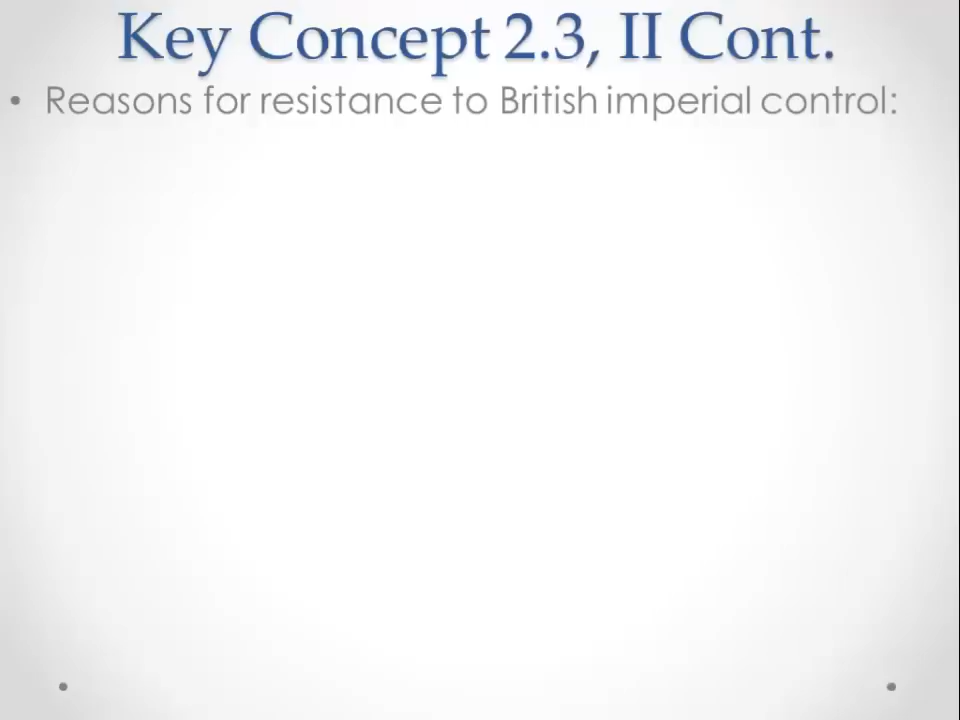 Key Concept 2.3, II Cont.
• Reasons for resistance to British imperial control: